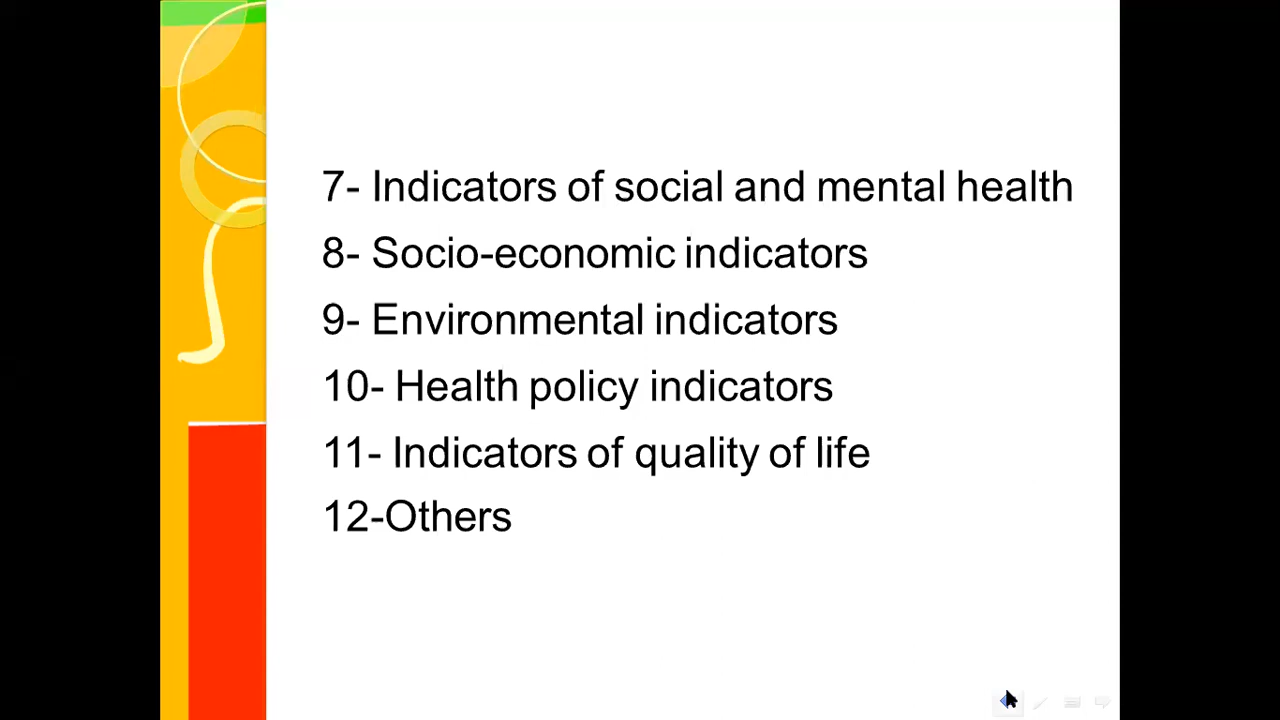 7- Indicators of social and mental health
8- Socio-economic indicators
9- Environmental indicators
10- Health policy indicators
11- Indicators of quality of life
12-Others